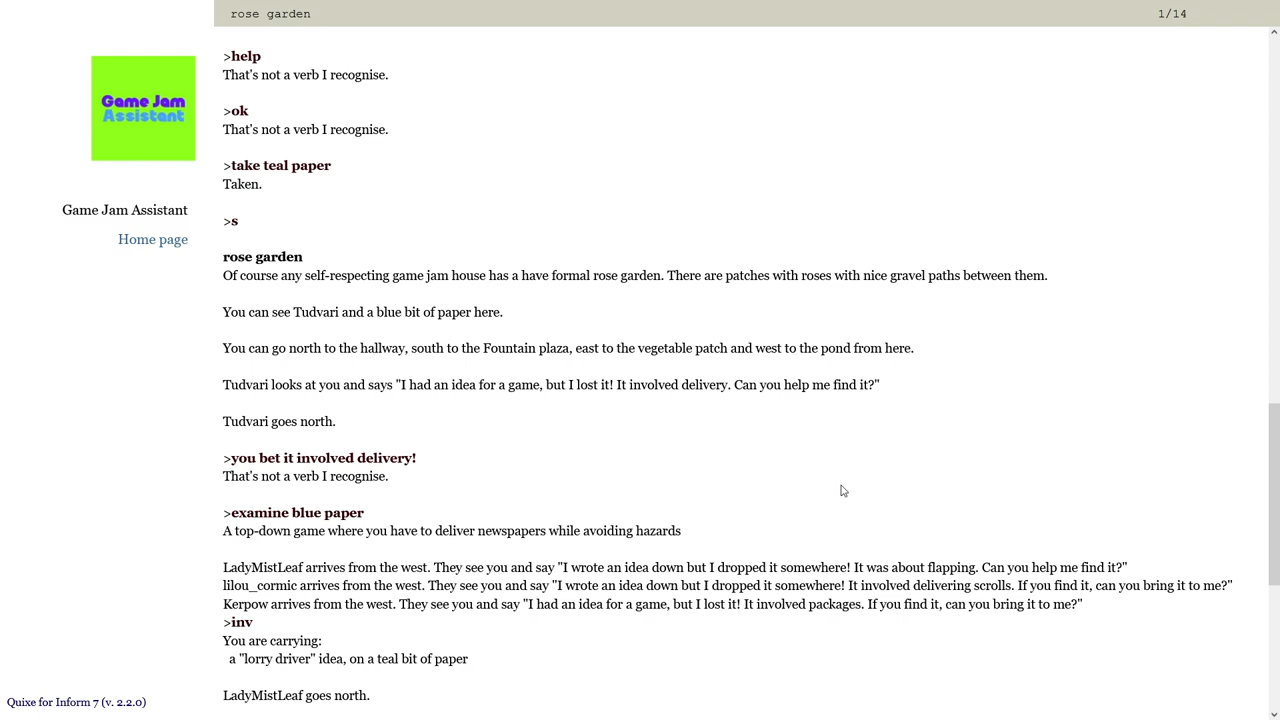 rose garden 1/14
Game Jam
Assistant
Game Jam Assistant
Home page
>help
That's not a verb I recognise.
>ok
That's not a verb I recognise.
>take teal paper
Taken.
>s
rose garden
Of course any self-respecting game jam house has a have formal rose garden. There are patches with roses with nice gravel paths between them.
You can see Tudvari and a blue bit of paper here.
You can go north to the hallway, south to the Fountain plaza, east to the vegetable patch and west to the pond from here.
Tudvari looks at you and says "I had an idea for a game, but I lost it! It involved delivery. Can you help me find it?"
Tudvari goes north.
>you bet it involved delivery!
That's not a verb I recognise.
>examine blue paper
A top-down game where you have to deliver newspapers while avoiding hazards
LadyMistLeaf arrives from the west. They see you and say "I wrote an idea down but I dropped it somewhere! It was about flapping. Can you help me find it?"
lilou_cormic arrives from the west. They see you and say "I wrote an idea down but I dropped it somewhere! It involved delivering scrolls. If you find it, can you bring it to me?"
Kerpow arrives from the west. They see you and say "I had an idea for a game, but I lost it! It involved packages. If you find it, can you bring it to me?"
>inv
You are carrying:
a "lorry driver" idea, on a teal bit of paper
LadyMistLeaf goes north.
Quixe for Inform 7 (v. 2.2.0)